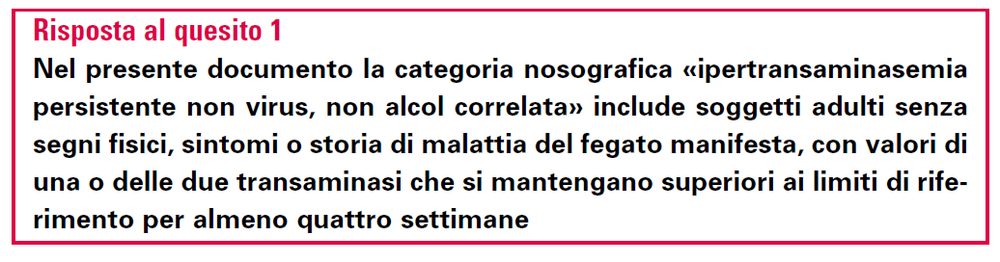 Risposta al quesito 1
Nel presente documento la categoria nosografica «ipertransaminasemia
persistente non virus, non alcol correlata» include soggetti adulti senza
segni fisici, sintomi o storia di malattia del fegato manifesta, con valori di
una o delle due transaminasi che si mantengano superiori ai limiti di rife-
rimento per almeno quattro settimane